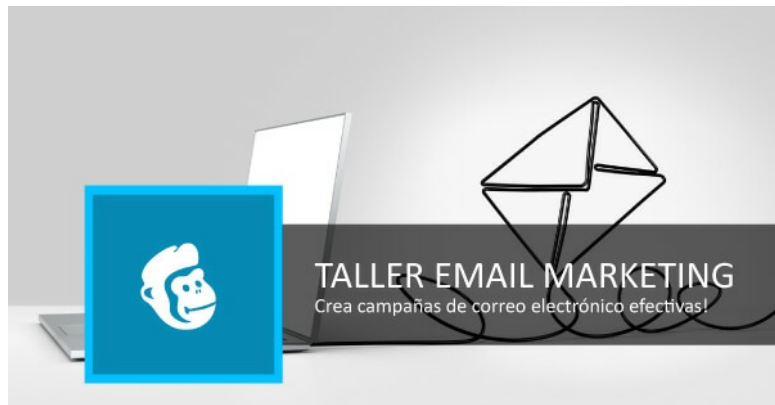 TALLER EMAIL MARKETING
Crea campañas de correo electrónico efectivas!